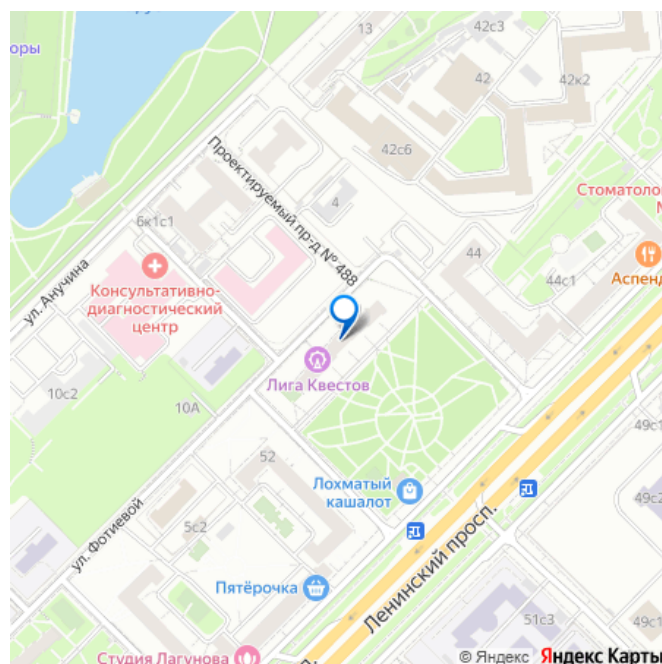 42с3
13
оры
42
42к2
42с6
Проектируемый пр-д № 488
Стоматоло
4
6к1с1
44
ул. Анучина
44с1
Аспенд
Консультативно-
диагностический
центр
Лига Квестов
10с2
10А
49с1
52
Лохматый
кашалот
49с2
5с2
ул. Фотиевой
Ленинский просп.
Пятёрочка
51с3
49с1
Студия Лагунова
© Яндекс Яндекс Карты